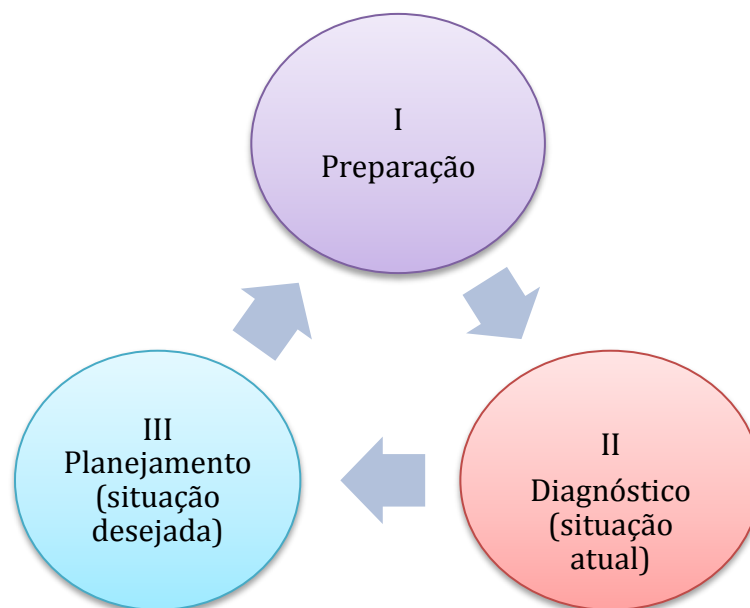 I
Preparação
II
Diagnóstico
(situação
atual)
III
Planejamento
(situação
desejada)